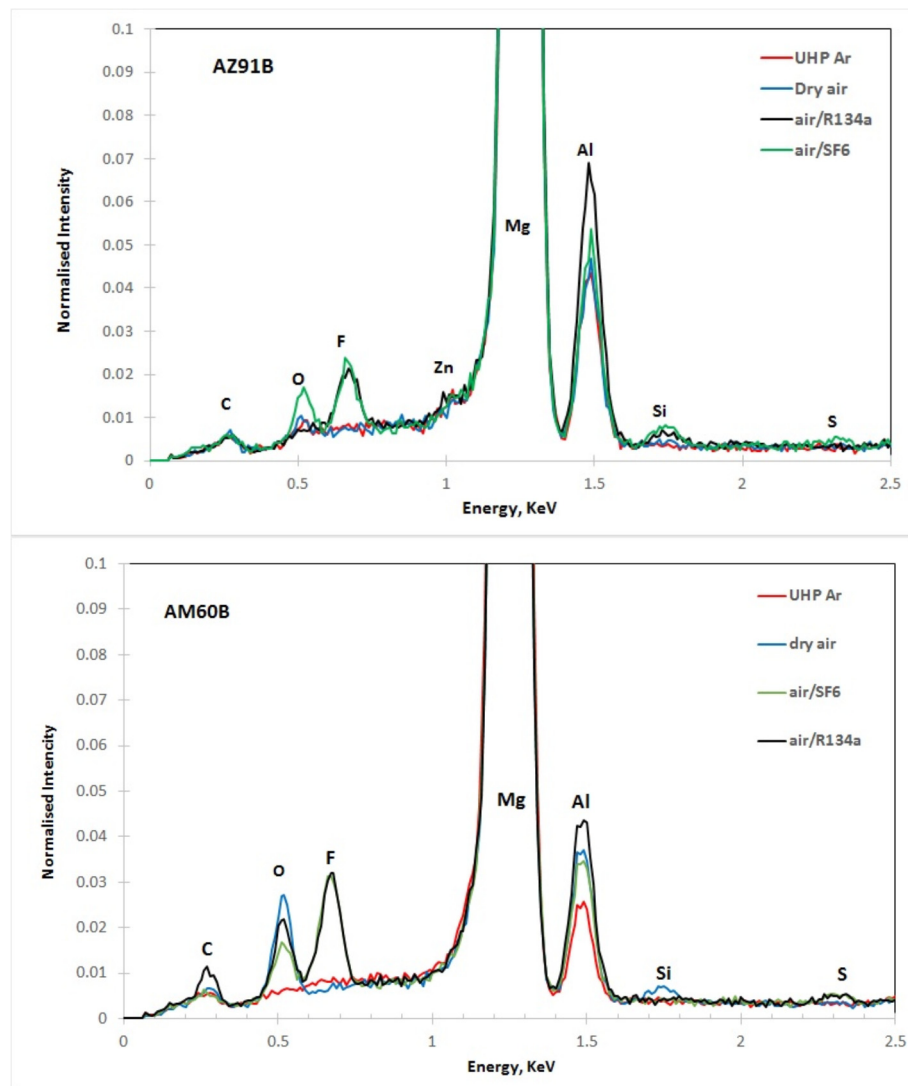 0.1
AZ91B
UHP Ar
0.09
Dry air
0.08
air/R134a
air/SF6
0.07
Al
0.06
Normalised Intensity
0.05
Mg
0.04
0.03
F
0.02
O
Zn
C
Si
S
0.01
0
0
0.5
1
1.5
2
2.5
Energy, KeV
0.1
UHP Ar
AM60B
0.09
dry air
0.08
air/SF6
0.07
air/R134a
0.06
Normalised Intencity
0.05
Mg
Al
0.04
F
O
0.03
0.02
C
Si
S
0.01
0
0
0.5
1
1.5
2
2.5
Energy, KeV